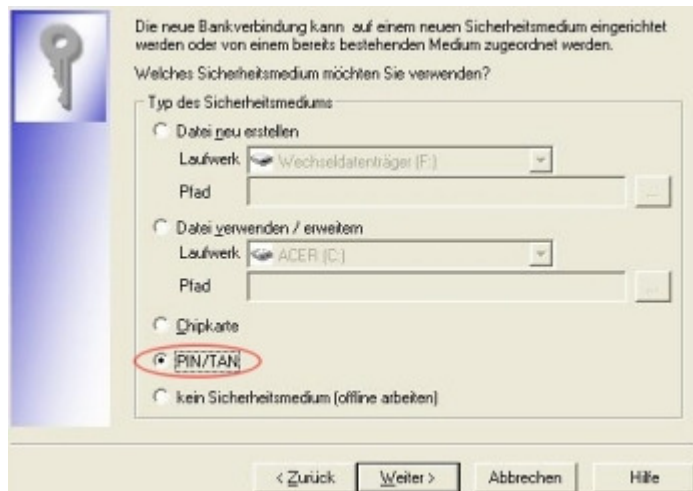 Die neue Bankverbindung kann auf einem neuen Sicherheitsmedium eingerichtet
werden oder von einem bereits bestehenden Medium zugeordnet werden.
Welches Sicherheitsmedium möchten Sie verwenden?
Typ des Sicherheitsmediums
Datei neu erstellen
Laufwerk Wechseldatenträger (F:)
Pfad ...
Datei verwenden / erweitern
Laufwerk ACER (C:)
Pfad ...
Chipkarte
PIN/TAN
kein Sicherheitsmedium (offline arbeiten)
< Zurück Weiter > Abbrechen Hilfe